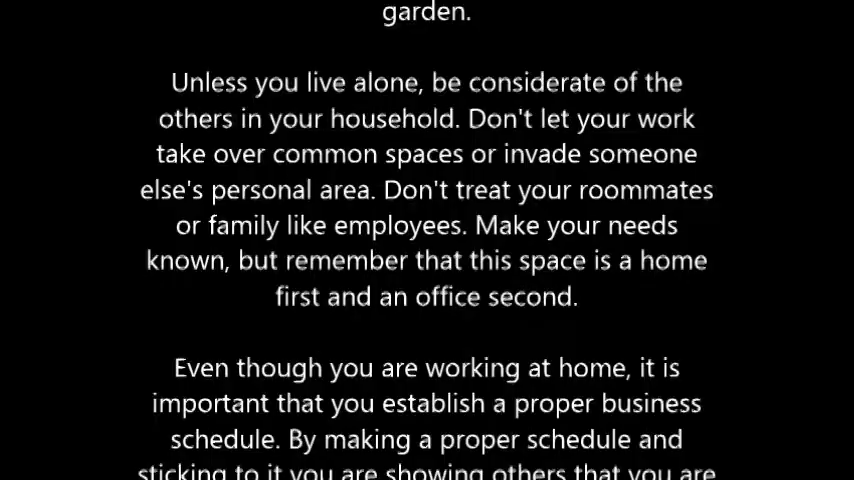 garden.
Unless you live alone, be considerate of the
others in your household. Don't let your work
take over common spaces or invade someone
else's personal area. Don't treat your roommates
or family like employees. Make your needs
known, but remember that this space is a home
first and an office second.
Even though you are working at home, it is
important that you establish a proper business
schedule. By making a proper schedule and
sticking to it you are showing others that you are